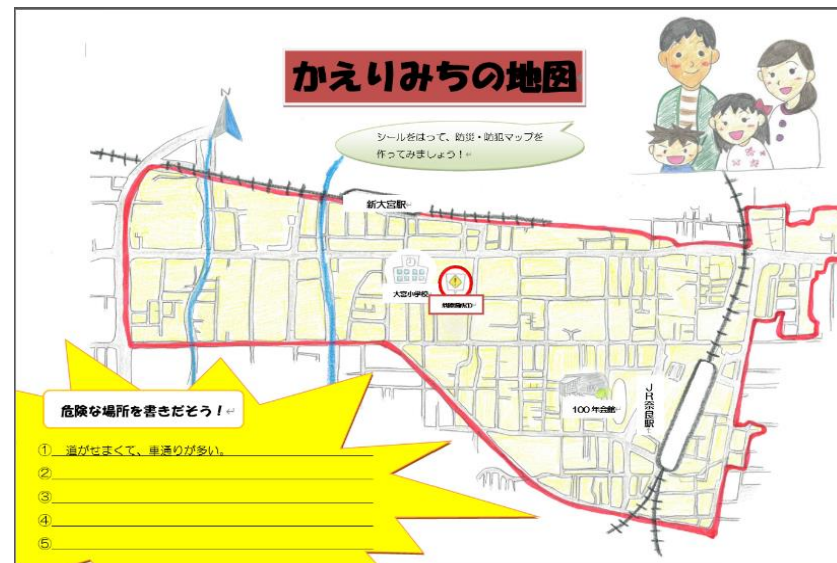 かえりみちの地図
N
シールをはって、防災・防犯マップを
作ってみましょう！
新大宮駅
大宮小学校
100年会館
JR奈良駅
危険な場所を書きだそう！
① 道がせまくて、車通りが多い。
②
③
④
⑤